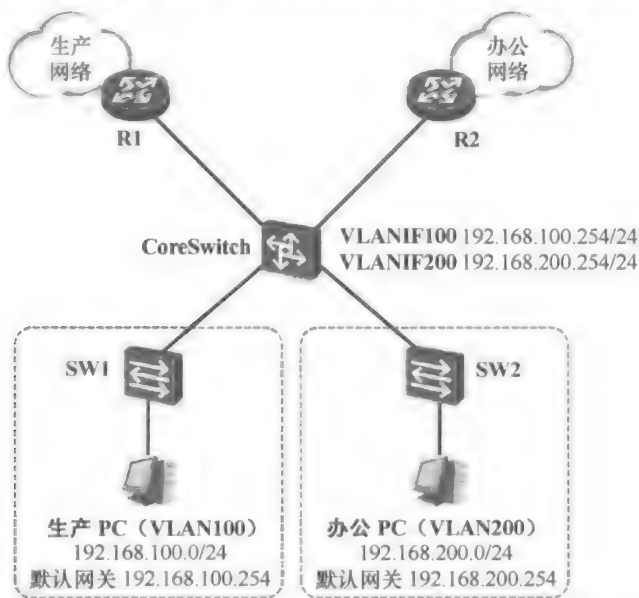 生产
网络
办公
网络
R1
R2
CoreSwitch
VLANIF100 192.168.100.254/24
VLANIF200 192.168.200.254/24
SW1
SW2
生产 PC（VLAN100）
192.168.100.0/24
默认网关 192.168.100.254
办公 PC（VLAN200）
192.168.200.0/24
默认网关 192.168.200.254